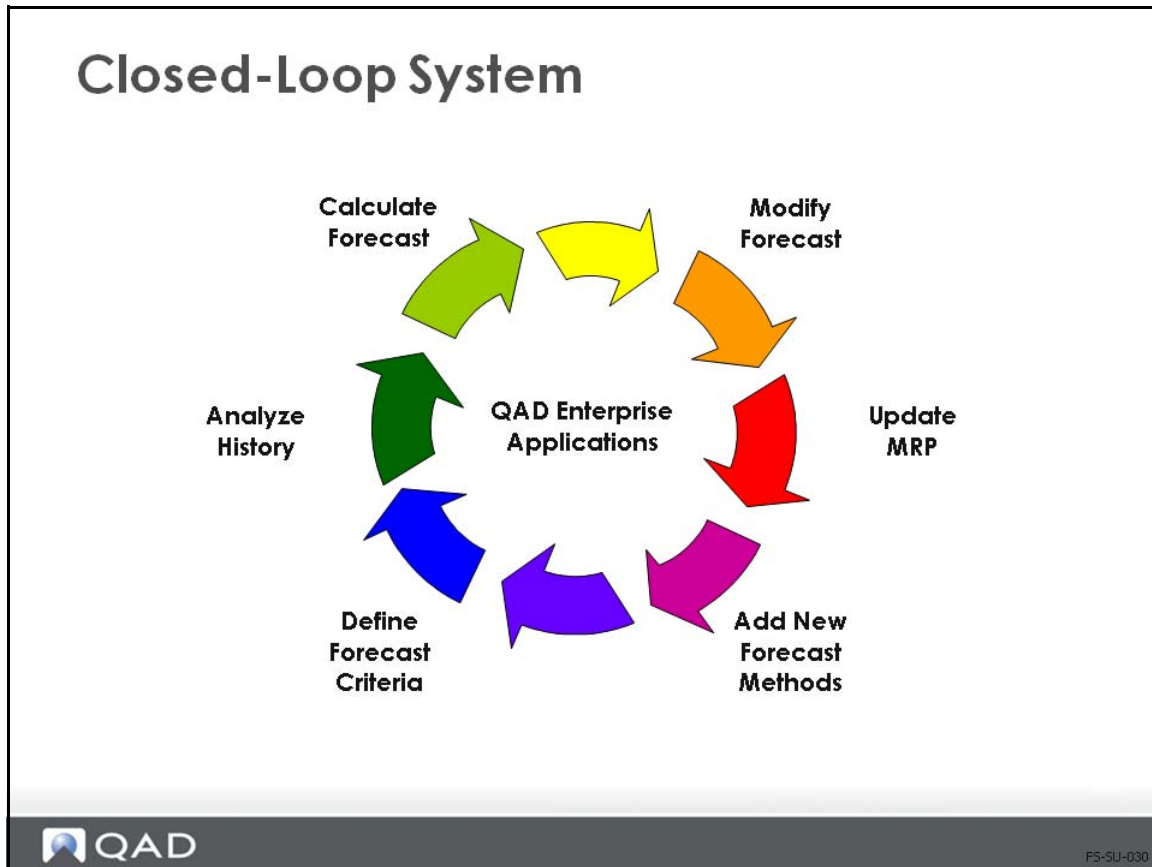 Closed-Loop System
Calculate
Forecast
Modify
Forecast
Analyze
History
QAD Enterprise
Applications
Update
MRP
Define
Forecast
Criteria
Add New
Forecast
Methods
QAD
FS-SU-030